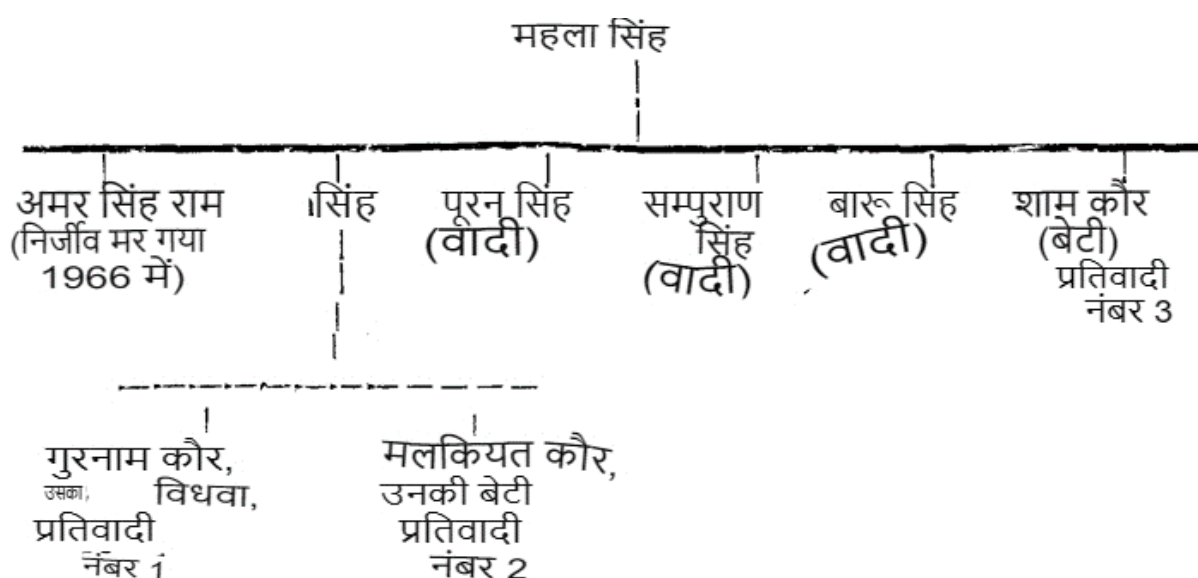 महला सिंह
अमर सिंह राम सिंह पूरन सिंह सम्पुराण बारू सिंह शाम कौर
(निर्जीव मर गया (वादी) सिंह (वादी) (बेटी)
1966 में) (वादी) प्रतिवादी
नंबर 3
गुरनाम कौर, मलकियत कौर,
उसका विधवा, उनकी बेटी
प्रतिवादी प्रतिवादी
नंबर 1 नंबर 2